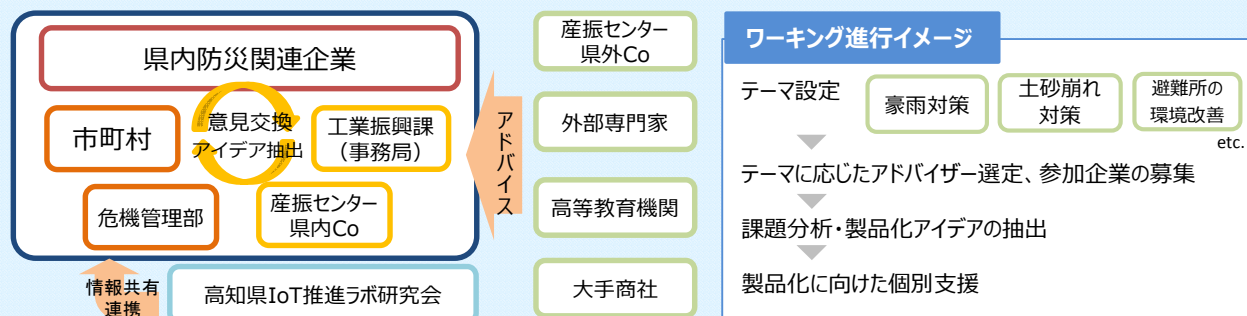 県内防災関連企業
市町村
意見交換
アイデア抽出
工業振興課
（事務局）
危機管理部
産振センター
県内Co
情報共有
連携
高知県IoT推進ラボ研究会
アドバイス
産振センター
県外Co
外部専門家
高等教育機関
大手商社
ワーキング進行イメージ
テーマ設定
豪雨対策
土砂崩れ
対策
避難所の
環境改善
etc.
テーマに応じたアドバイザー選定、参加企業の募集
課題分析・製品化アイデアの抽出
製品化に向けた個別支援